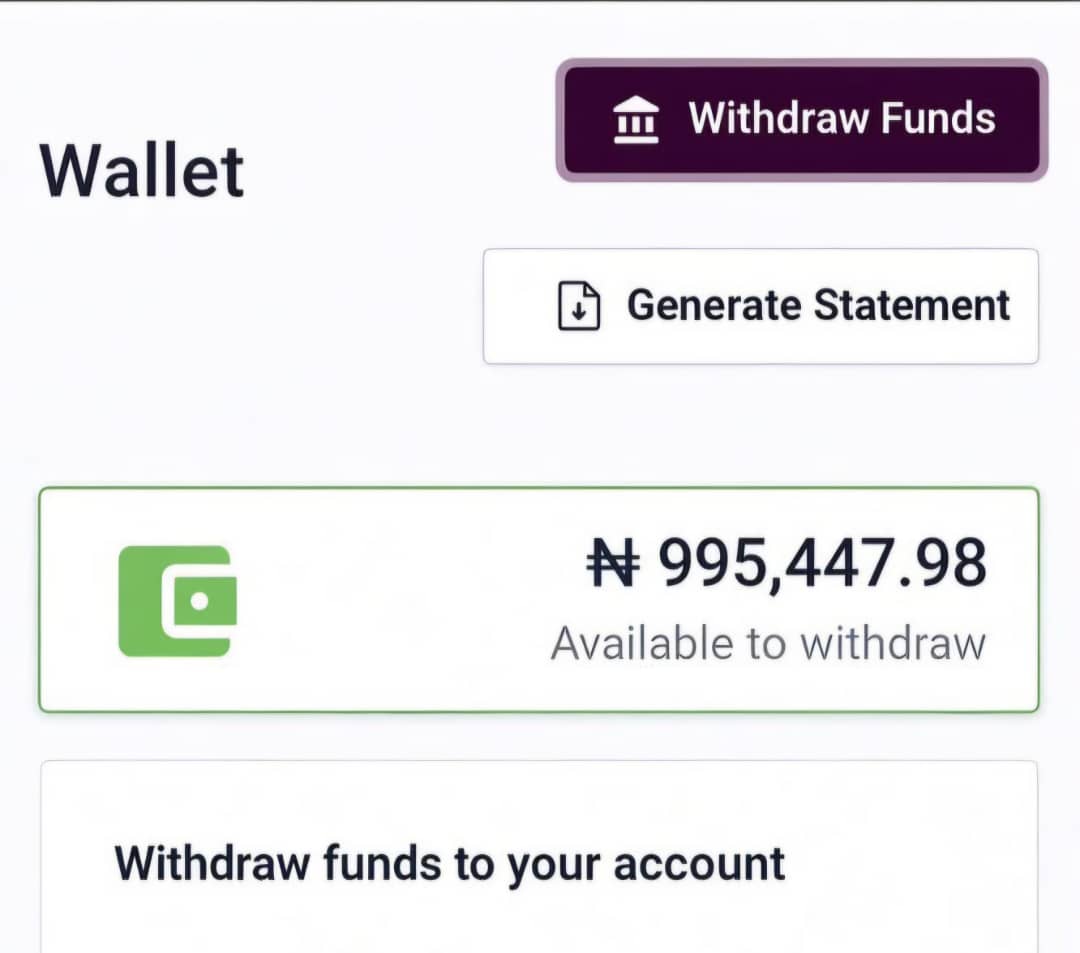 Withdraw Funds
Wallet
Generate Statement
₦ 995,447.98
Available to withdraw
Withdraw funds to your account